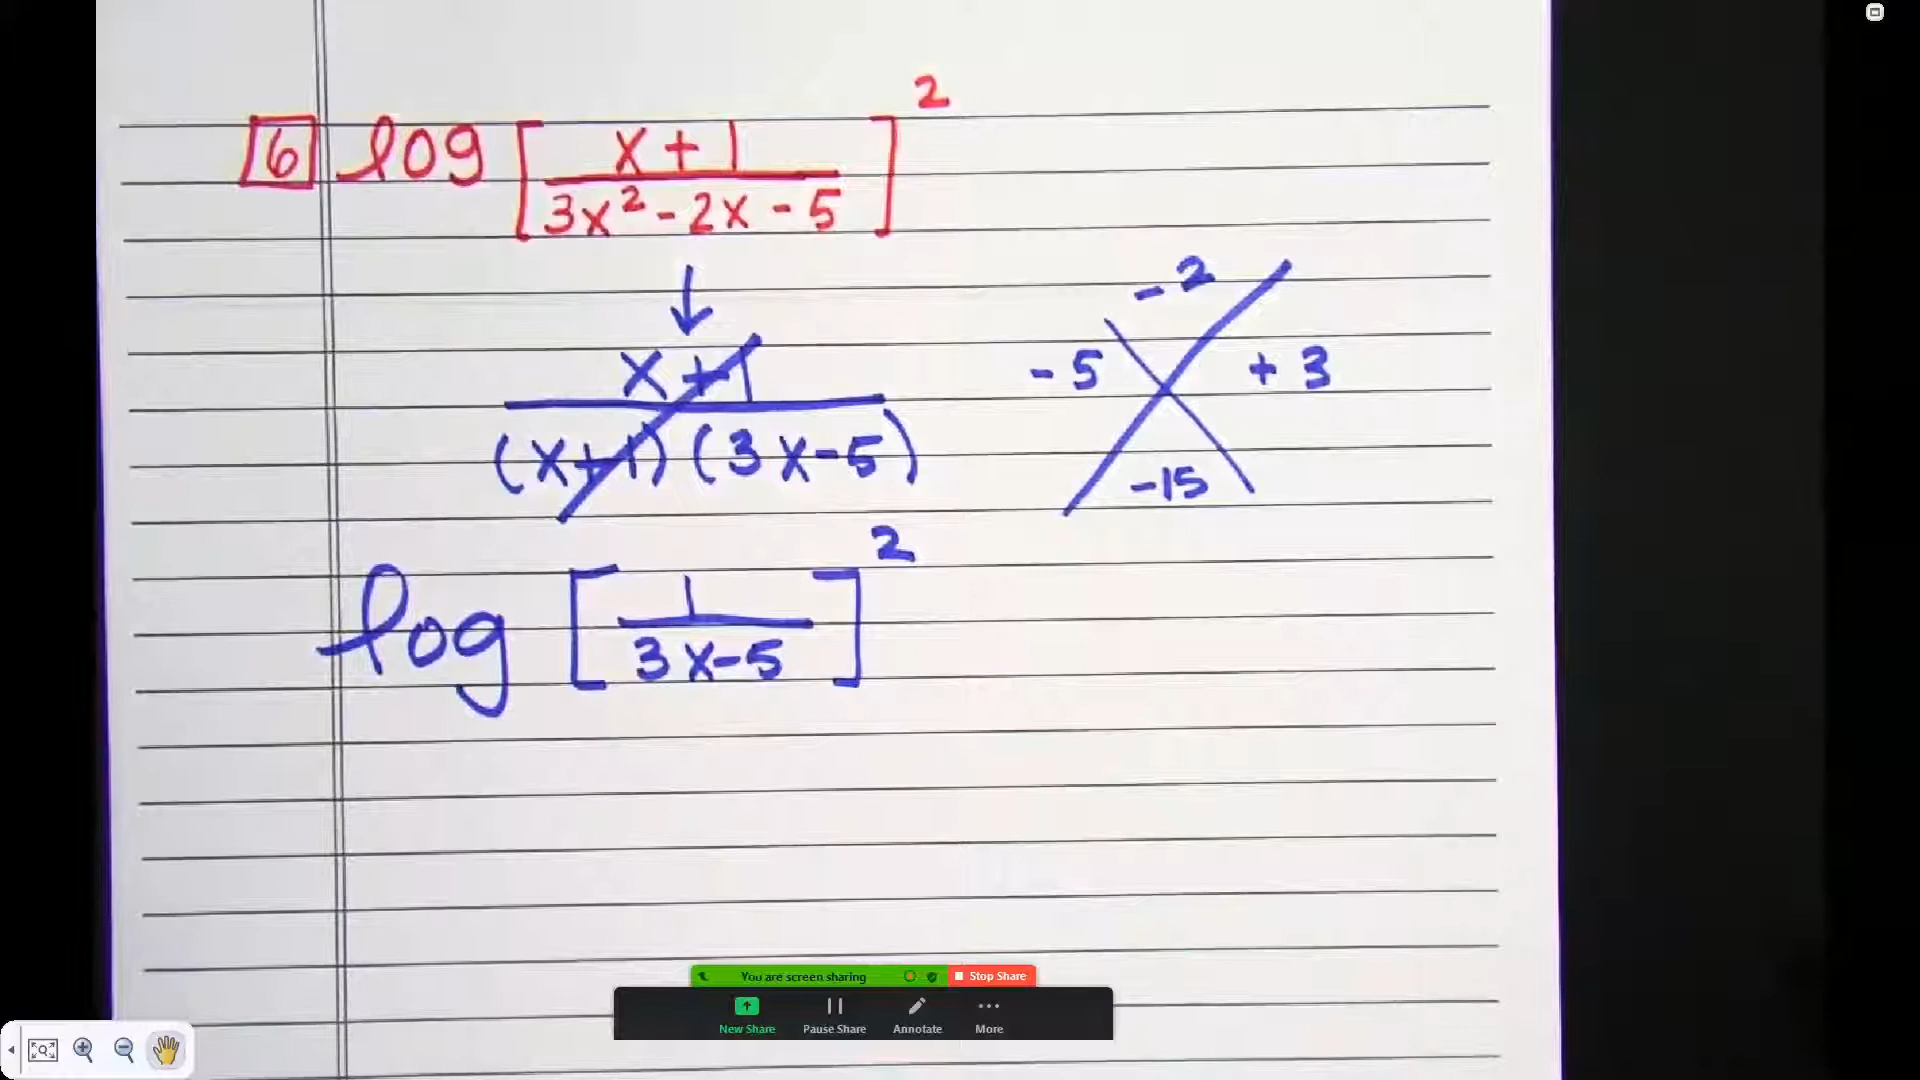 6 log [ x + 1 / 3x² - 2x - 5 ]²
↓
x + 1 / (x+1) (3x-5)
- 2
- 5 + 3
-15
log [ 1 / 3x-5 ]²
You are screen sharing Stop Share
New Share Pause Share Annotate More